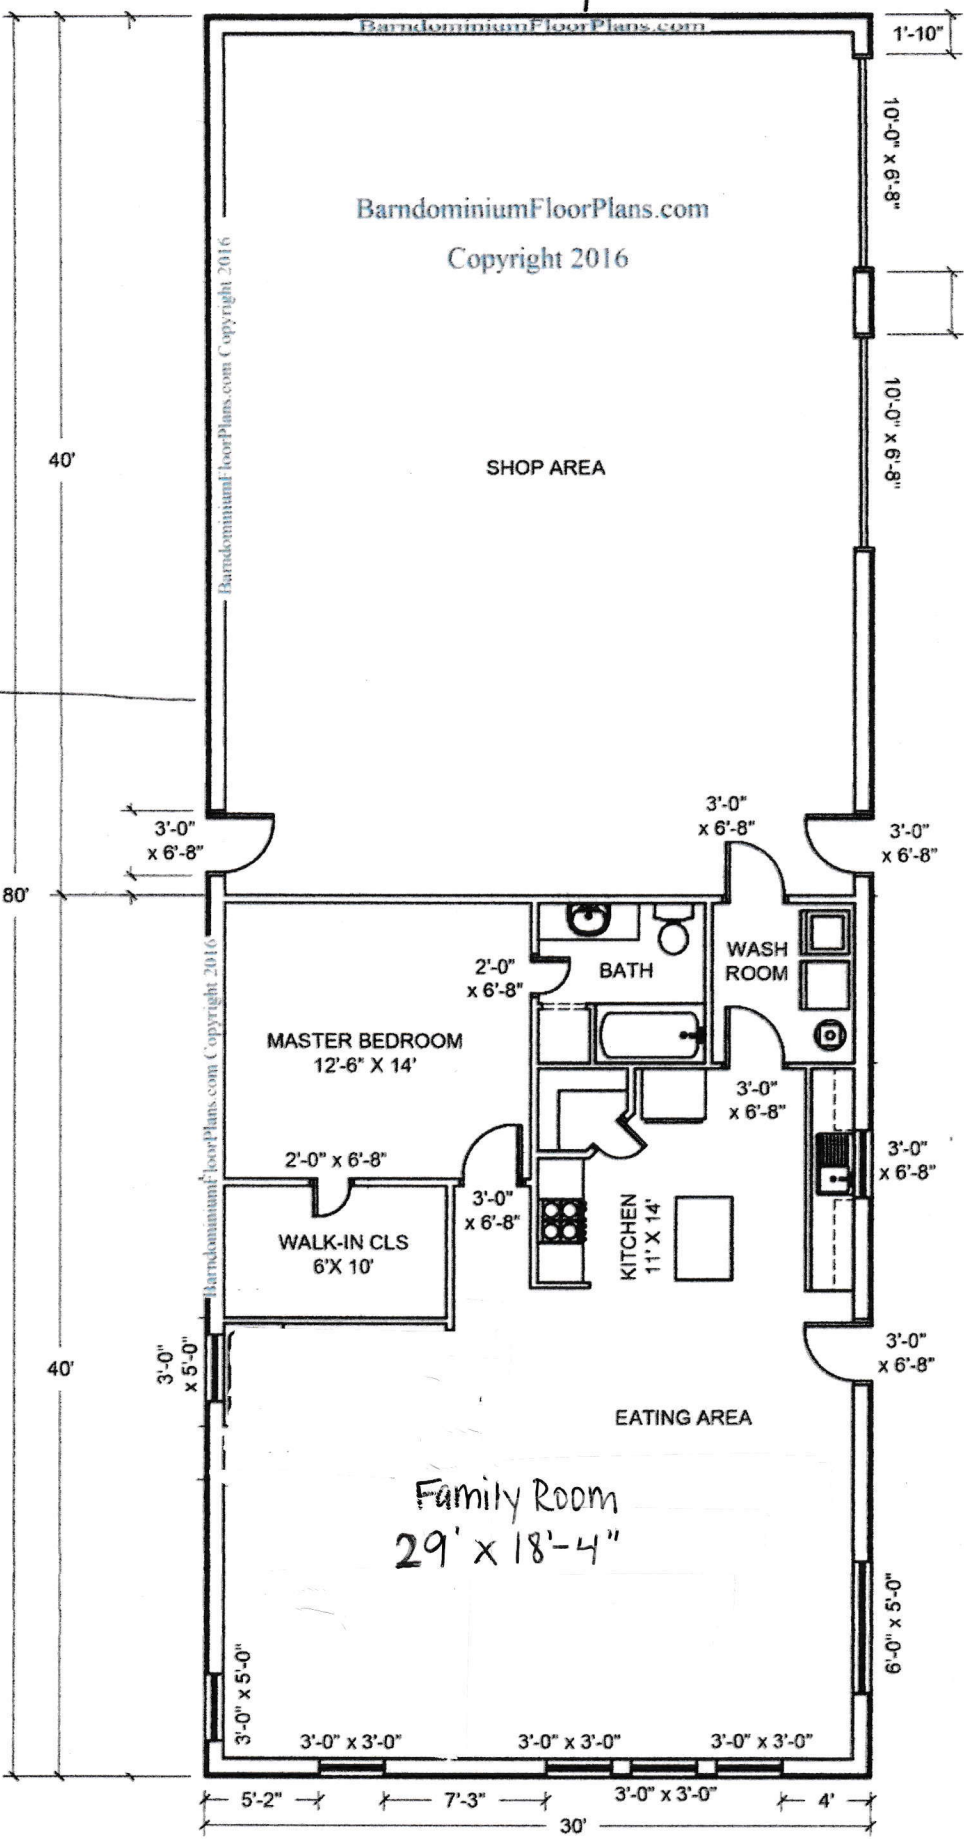 BarndominiumFloorPlans.com
1'-10"
10'-0" x 6'-8"
BarndominiumFloorPlans.com
Copyright 2016
BarndominiumFloorPlans.com Copyright 2016
10'-0" x 6'-8"
40'
SHOP AREA
3'-0"
x 6'-8"
3'-0"
x 6'-8"
3'-0"
x 6'-8"
80'
BarndominiumFloorPlans.com Copyright 2016
2'-0"
x 6'-8"
BATH
WASH
ROOM
MASTER BEDROOM
12'-6" X 14'
3'-0"
x 6'-8"
2'-0" x 6'-8"
3'-0"
x 6'-8"
3'-0"
x 6'-8"
WALK-IN CLS
6'X 10'
KITCHEN
11' X 14'
3'-0"
x 5'-0"
40'
3'-0"
x 6'-8"
EATING AREA
Family Room
29' x 18'-4"
6'-0" x 5'-0"
3'-0" x 5'-0"
3'-0" x 3'-0"
3'-0" x 3'-0"
3'-0" x 3'-0"
5'-2"
7'-3"
3'-0" x 3'-0"
4'
30'